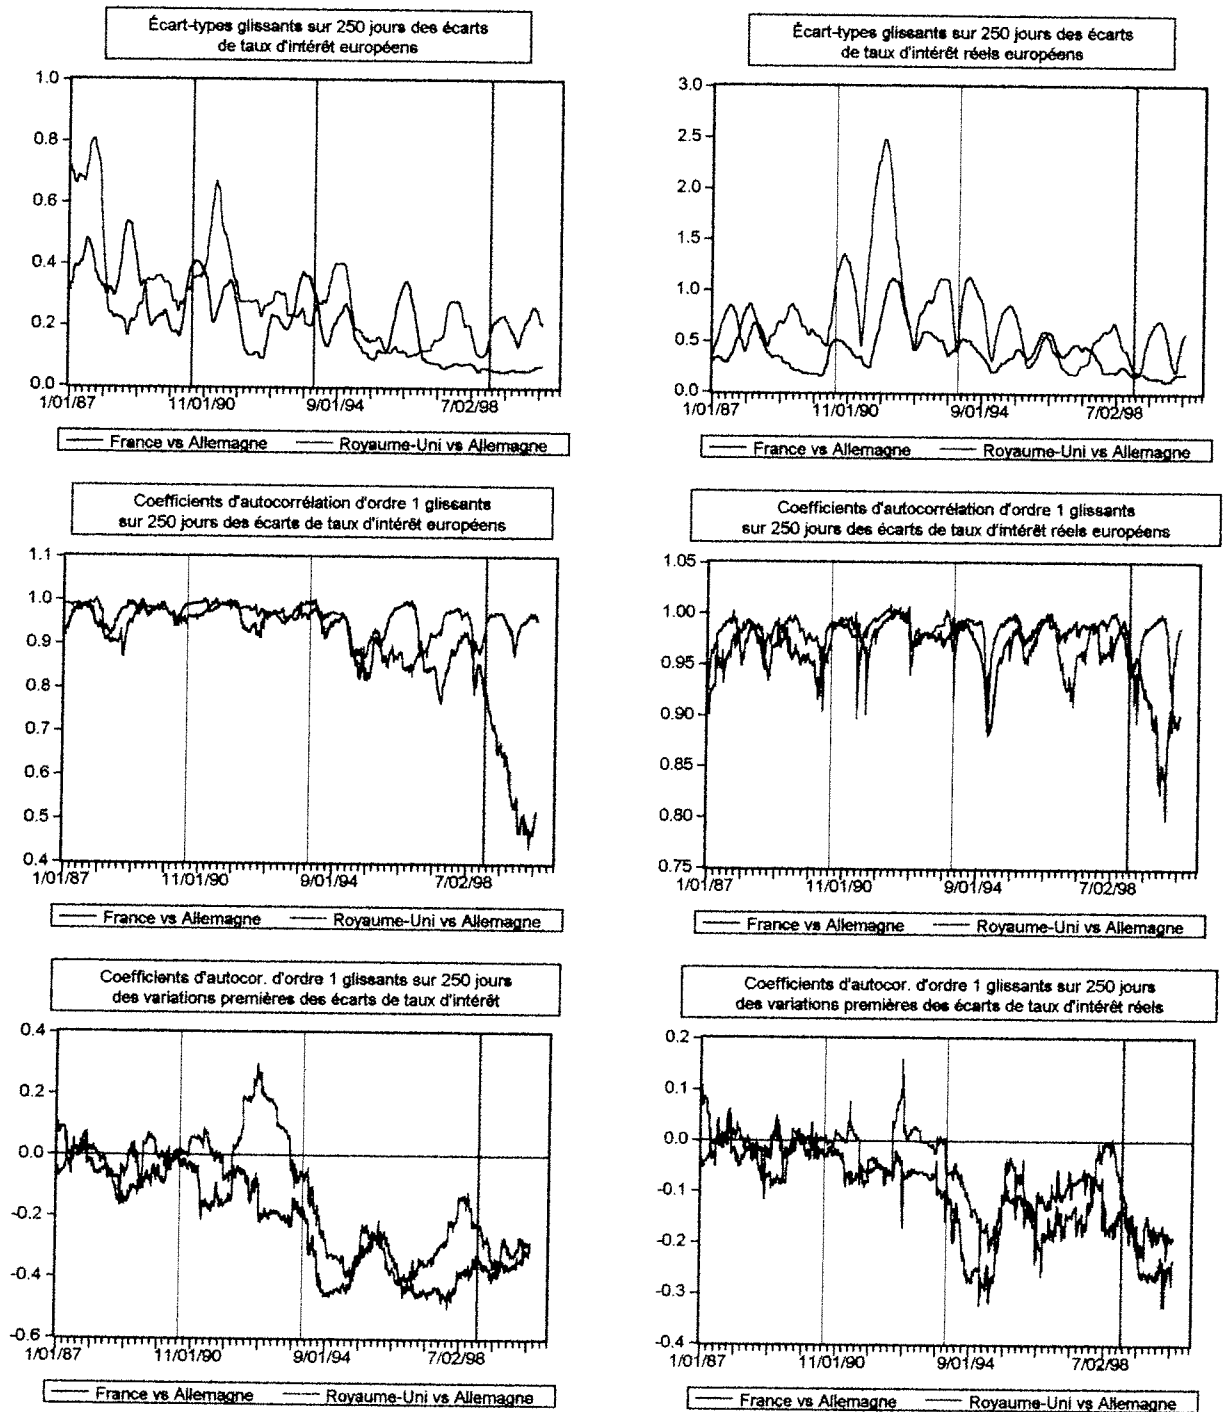 Écart-types glissants sur 250 jours des écarts
de taux d'intérêt européens
1.0
0.8
0.6
0.4
0.2
0.0
1/01/87 11/01/90 9/01/94 7/02/98
France vs Allemagne Royaume-Uni vs Allemagne
Écart-types glissants sur 250 jours des écarts
de taux d'intérêt réels européens
3.0
2.5
2.0
1.5
1.0
0.5
0.0
1/01/87 11/01/90 9/01/94 7/02/98
France vs Allemagne Royaume-Uni vs Allemagne
Coefficients d'autocorrélation d'ordre 1 glissants
sur 250 jours des écarts de taux d'intérêt européens
1.1
1.0
0.9
0.8
0.7
0.6
0.5
0.4
1/01/87 11/01/90 9/01/94 7/02/98
France vs Allemagne Royaume-Uni vs Allemagne
Coefficients d'autocorrélation d'ordre 1 glissants
sur 250 jours des écarts de taux d'intérêt réels européens
1.05
1.00
0.95
0.90
0.85
0.80
0.75
1/01/87 11/01/90 9/01/94 7/02/98
France vs Allemagne Royaume-Uni vs Allemagne
Coefficients d'autocor. d'ordre 1 glissants sur 250 jours
des variations premières des écarts de taux d'intérêt
0.4
0.2
0.0
-0.2
-0.4
-0.6
1/01/87 11/01/90 9/01/94 7/02/98
France vs Allemagne Royaume-Uni vs Allemagne
Coefficients d'autocor. d'ordre 1 glissants sur 250 jours
des variations premières des écarts de taux d'intérêt réels
0.2
0.1
0.0
-0.1
-0.2
-0.3
-0.4
1/01/87 11/01/90 9/01/94 7/02/98
France vs Allemagne Royaume-Uni vs Allemagne